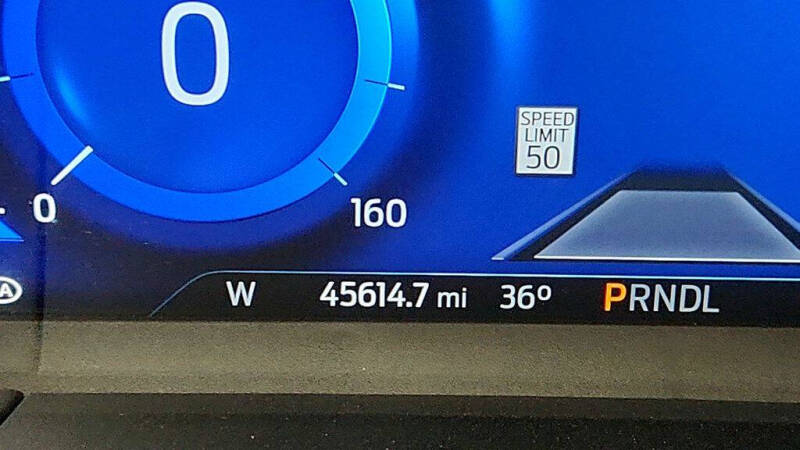 0
SPEED
LIMIT
50
0
160
A
W 45614.7 mi 36° PRNDL